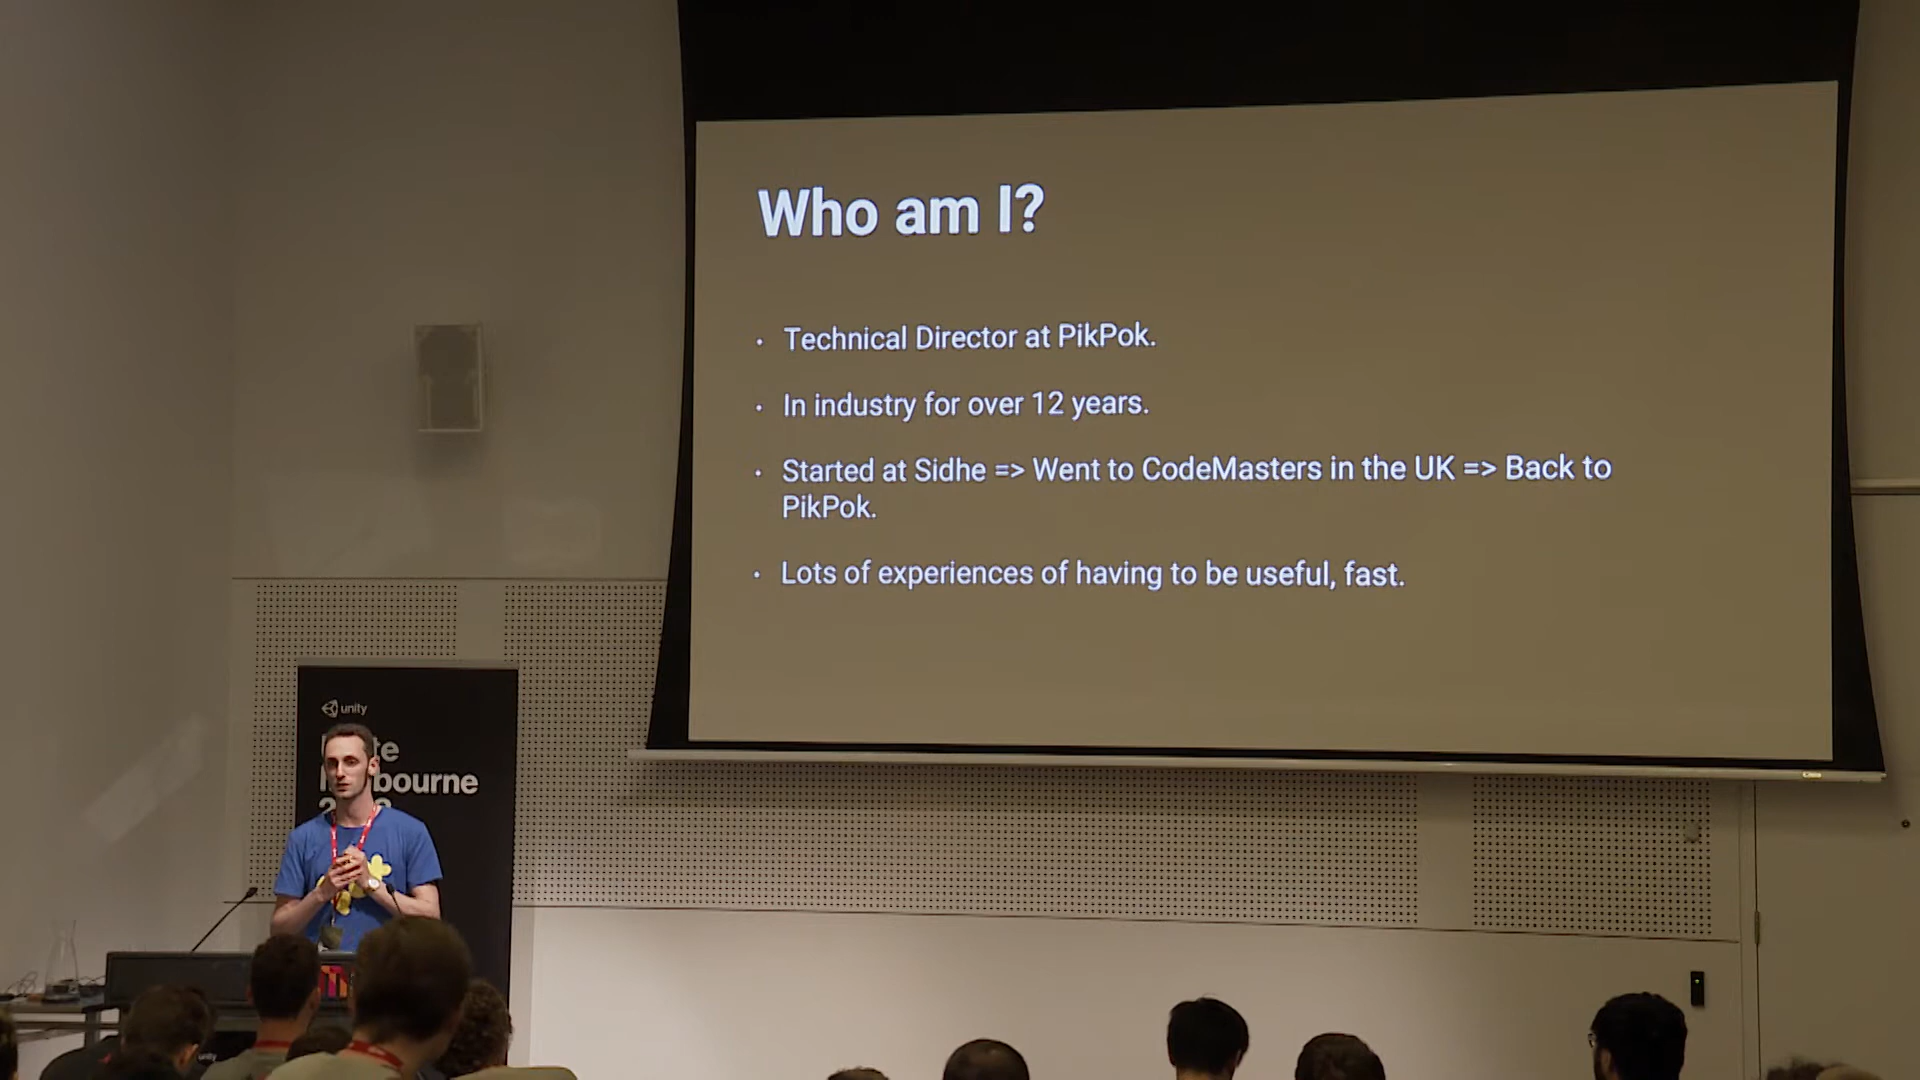 Who am I?
· Technical Director at PikPok.
· In industry for over 12 years.
· Started at Sidhe => Went to CodeMasters in the UK => Back to
PikPok.
· Lots of experiences of having to be useful, fast.
unity
unity